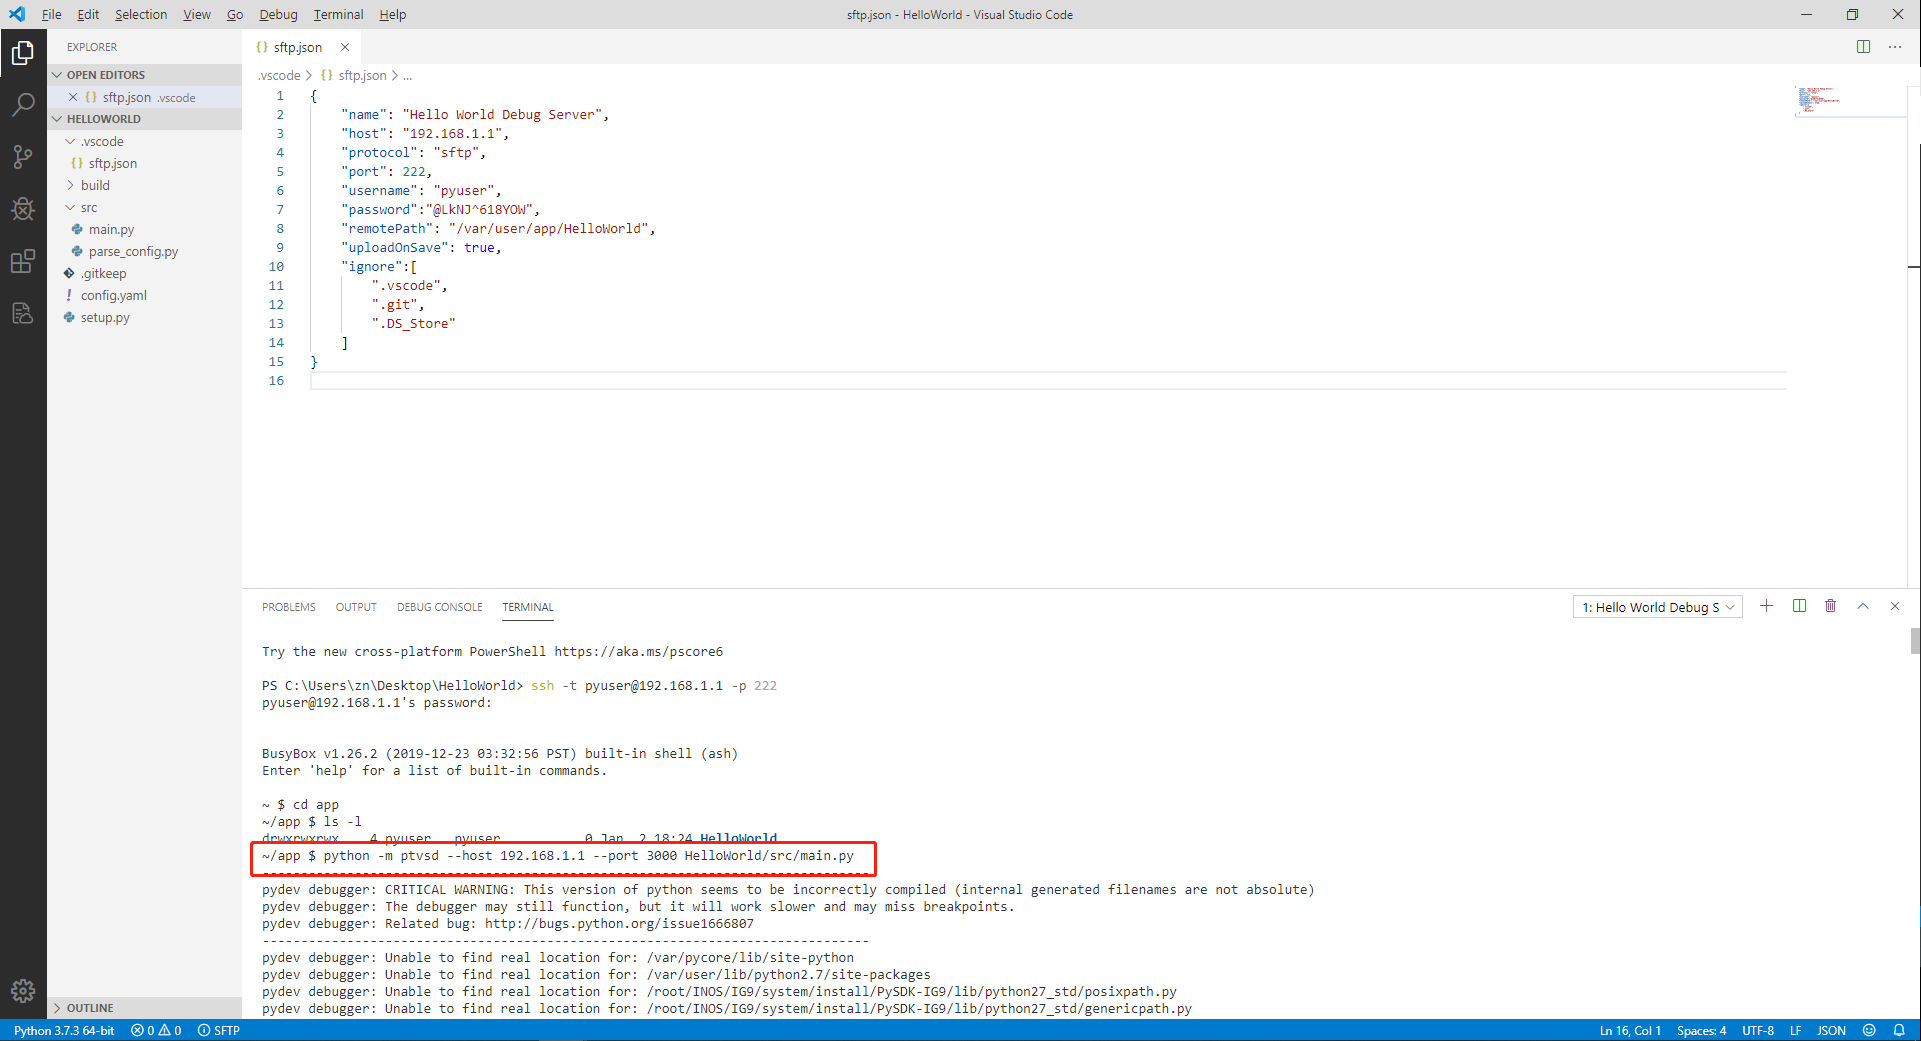 File Edit Selection View Go Debug Terminal Help
sftp.json - HelloWorld - Visual Studio Code
EXPLORER
OPEN EDITORS
sftp.json .vscode
HELLOWORLD
.vscode
sftp.json
build
src
main.py
parse_config.py
.gitkeep
config.yaml
setup.py
OUTLINE
sftp.json
.vscode > {} sftp.json > ...
1 {
2 "name": "Hello World Debug Server",
3 "host": "192.168.1.1",
4 "protocol": "sftp",
5 "port": 222,
6 "username": "pyuser",
7 "password":"@LkNJ^618YOW",
8 "remotePath": "/var/user/app/HelloWorld",
9 "uploadOnSave": true,
10 "ignore":[
11 ".vscode",
12 ".git",
13 ".DS_Store"
14 ]
15 }
16
PROBLEMS OUTPUT DEBUG CONSOLE TERMINAL
1: Hello World Debug S
Try the new cross-platform PowerShell https://aka.ms/pscore6
PS C:\Users\zn\Desktop\HelloWorld> ssh -t pyuser@192.168.1.1 -p 222
pyuser@192.168.1.1's password:
BusyBox v1.26.2 (2019-12-23 03:32:56 PST) built-in shell (ash)
Enter 'help' for a list of built-in commands.
~ $ cd app
~/app $ ls -l
drwxrwxrwx 4 pyuser pyuser 0 Jan 2 18:24 HelloWorld
~/app $ python -m ptvsd --host 192.168.1.1 --port 3000 HelloWorld/src/main.py
-------------------------------------------------------------------------------
pydev debugger: CRITICAL WARNING: This version of python seems to be incorrectly compiled (internal generated filenames are not absolute)
pydev debugger: The debugger may still function, but it will work slower and may miss breakpoints.
pydev debugger: Related bug: http://bugs.python.org/issue1666807
-------------------------------------------------------------------------------
pydev debugger: Unable to find real location for: /var/pycore/lib/site-python
pydev debugger: Unable to find real location for: /var/user/lib/python2.7/site-packages
pydev debugger: Unable to find real location for: /root/INOS/IG9/system/install/PySDK-IG9/lib/python27_std/posixpath.py
pydev debugger: Unable to find real location for: /root/INOS/IG9/system/install/PySDK-IG9/lib/python27_std/genericpath.py
Python 3.7.3 64-bit 0 0 SFTP
Ln 16, Col 1 Spaces: 4 UTF-8 LF JSON